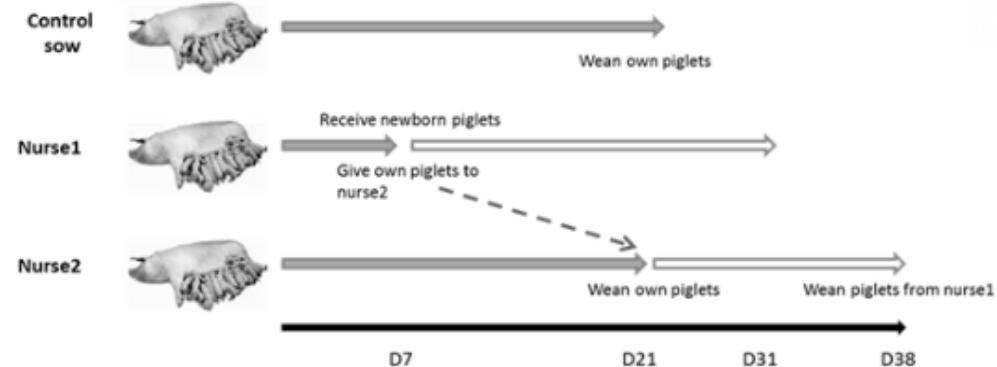 Control
sow
Wean own piglets
Receive newborn piglets
Nurse1
Give own piglets to
nurse2
Nurse2
Wean own piglets
Wean piglets from nurse1
D7
D21
D31
D38